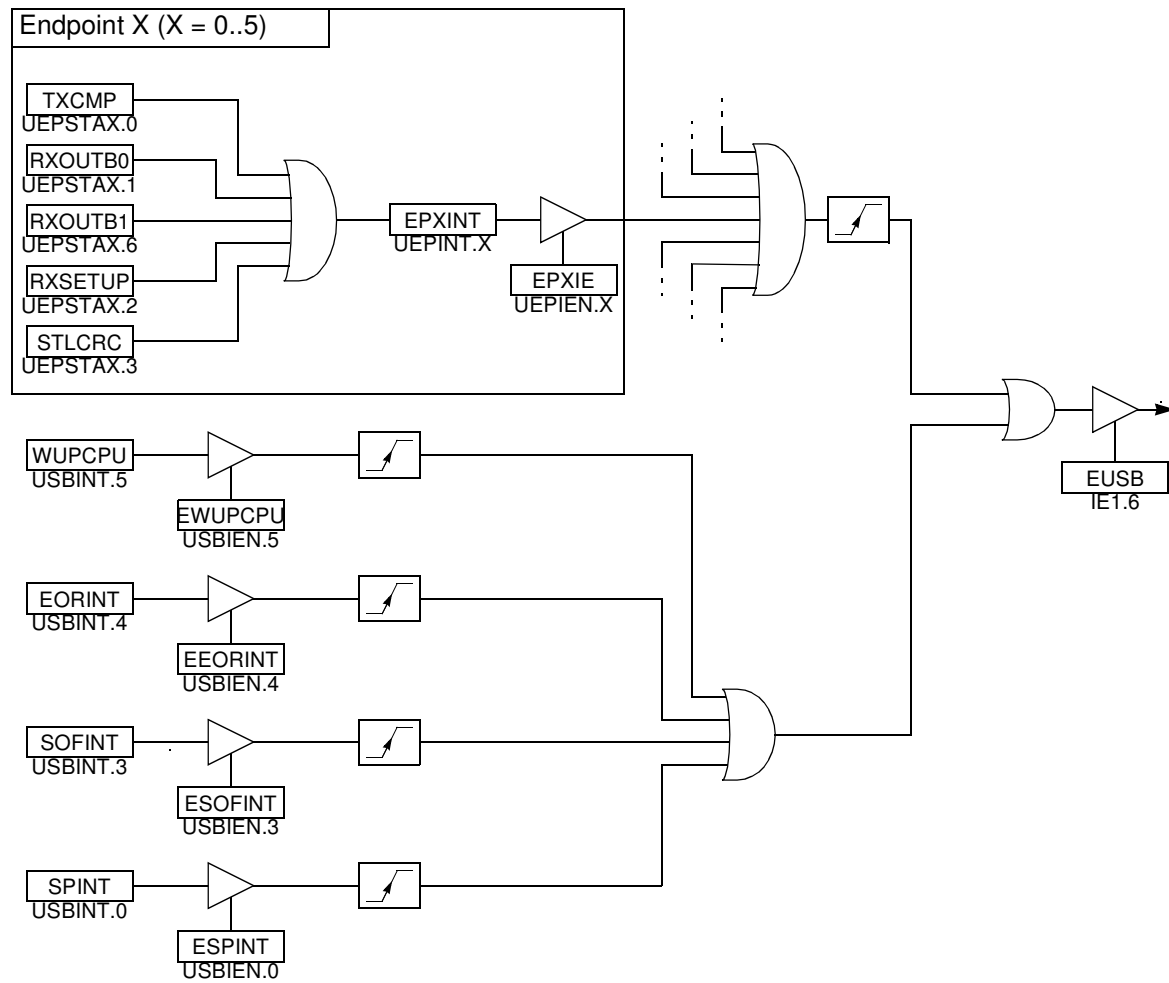 Endpoint X (X = 0..5)
TXCMP
UEPSTAX.0
RXOUTB0
UEPSTAX.1
RXOUTB1
UEPSTAX.6
RXSETUP
UEPSTAX.2
STLCRC
UEPSTAX.3
EPXINT
UEPINT.X
EPXIE
UEPIEN.X
WUPCPU
USBINT.5
EWUPCPU
USBIEN.5
EUSB
IE1.6
EORINT
USBINT.4
EEORINT
USBIEN.4
SOFINT
USBINT.3
ESOFINT
USBIEN.3
SPINT
USBINT.0
ESPINT
USBIEN.0